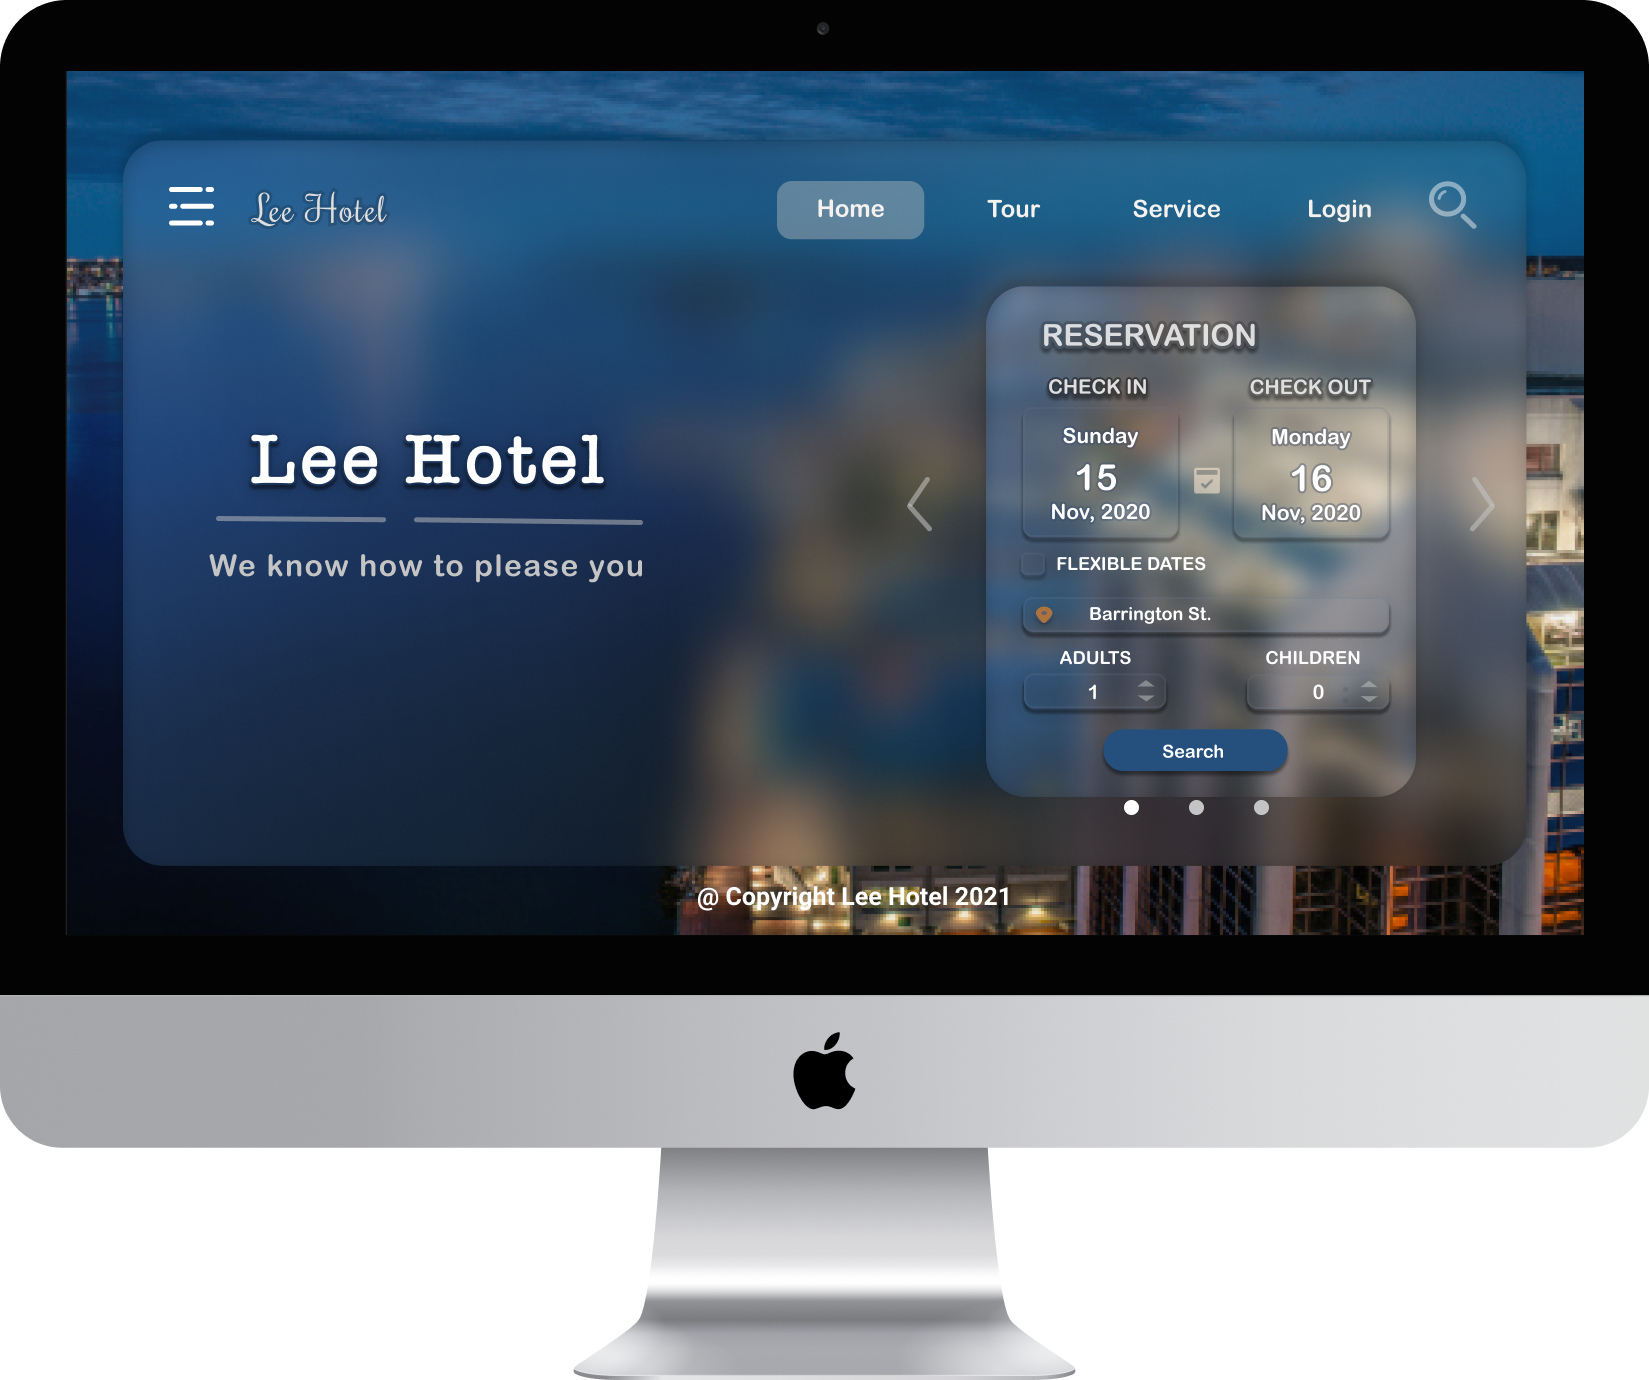 Lee Hotel
Home Tour Service Login
RESERVATION
CHECK IN CHECK OUT
Sunday Monday
15 16
Nov, 2020 Nov, 2020
Lee Hotel
We know how to please you
FLEXIBLE DATES
Barrington St.
ADULTS CHILDREN
1 0
Search
@ Copyright Lee Hotel 2021